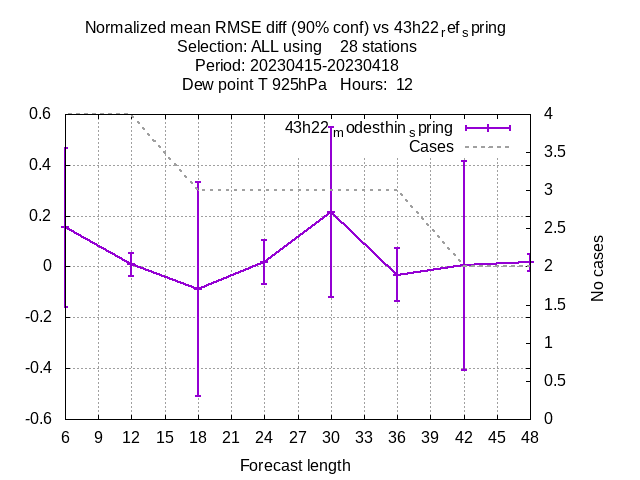 Normalized mean RMSE diff (90% conf) vs 43h22_ref_spring
Selection: ALL using    28 stations
Period: 20230415-20230418
Dew point T 925hPa   Hours:  12
43h22_modesthin_spring
Cases
0.6
0.4
0.2
0
-0.2
-0.4
-0.6
4
3.5
3
2.5
2
1.5
1
0.5
0
No cases
6 9 12 15 18 21 24 27 30 33 36 39 42 45 48
Forecast length